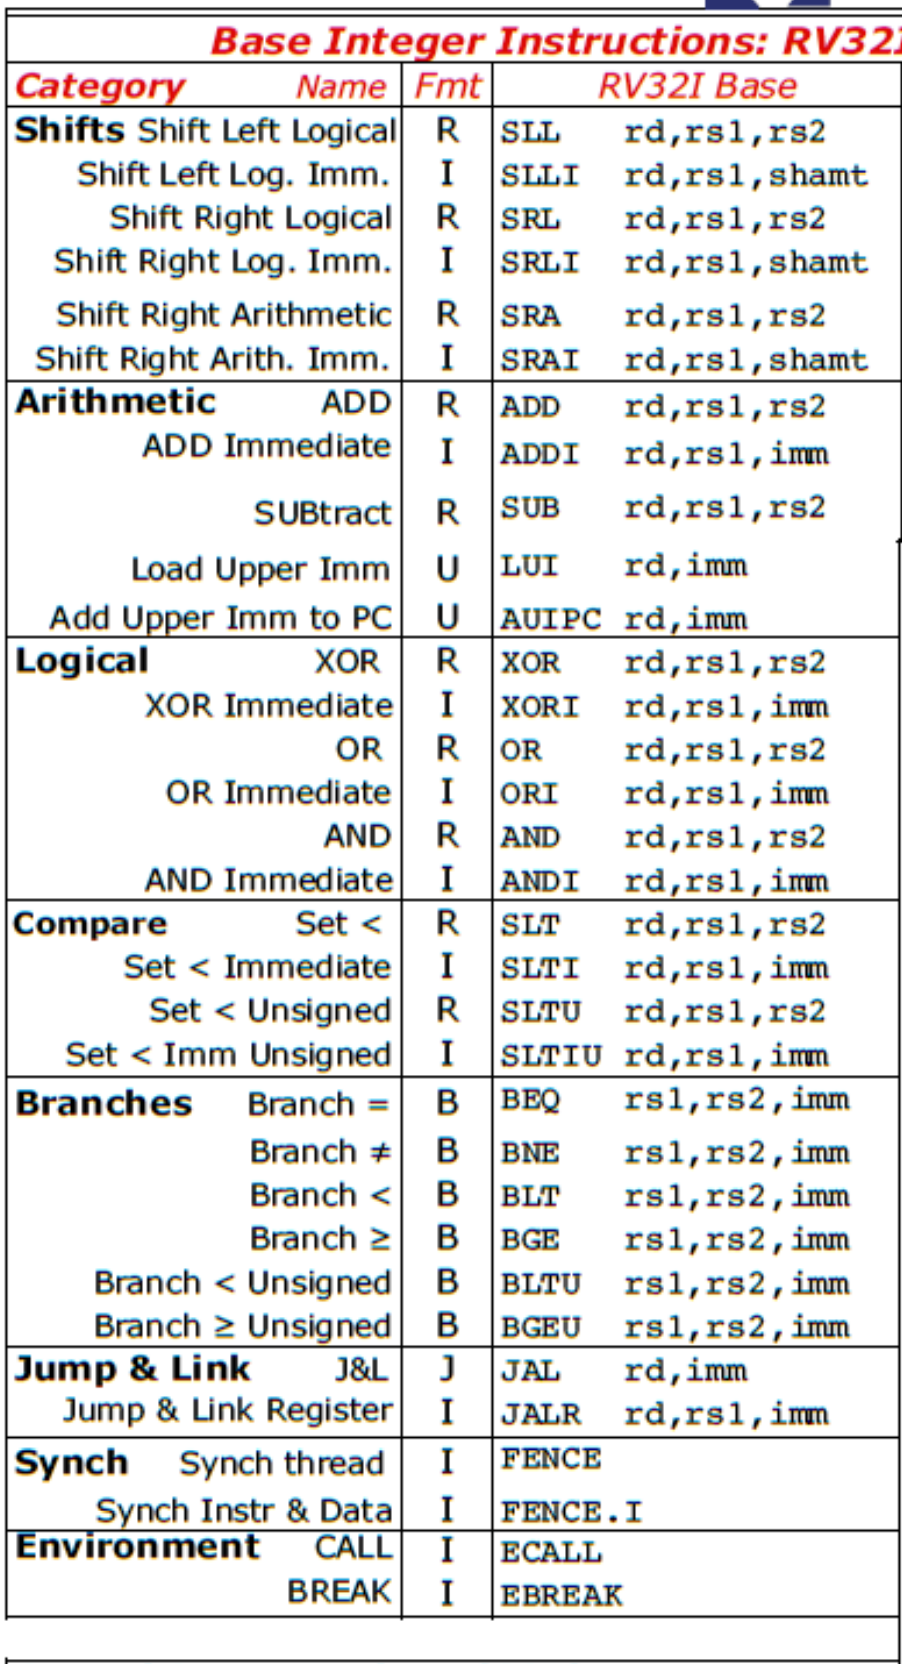 Base Integer Instructions: RV32I
Category Name Fmt RV32I Base
Shifts Shift Left Logical R SLL rd,rs1,rs2
Shift Left Log. Imm. I SLLI rd,rs1,shamt
Shift Right Logical R SRL rd,rs1,rs2
Shift Right Log. Imm. I SRLI rd,rs1,shamt
Shift Right Arithmetic R SRA rd,rs1,rs2
Shift Right Arith. Imm. I SRAI rd,rs1,shamt
Arithmetic ADD R ADD rd,rs1,rs2
ADD Immediate I ADDI rd,rs1,imm
SUBtract R SUB rd,rs1,rs2
Load Upper Imm U LUI rd,imm
Add Upper Imm to PC U AUIPC rd,imm
Logical XOR R XOR rd,rs1,rs2
XOR Immediate I XORI rd,rs1,imm
OR R OR rd,rs1,rs2
OR Immediate I ORI rd,rs1,imm
AND R AND rd,rs1,rs2
AND Immediate I ANDI rd,rs1,imm
Compare Set < R SLT rd,rs1,rs2
Set < Immediate I SLTI rd,rs1,imm
Set < Unsigned R SLTU rd,rs1,rs2
Set < Imm Unsigned I SLTIU rd,rs1,imm
Branches Branch = B BEQ rs1,rs2,imm
Branch ≠ B BNE rs1,rs2,imm
Branch < B BLT rs1,rs2,imm
Branch ≥ B BGE rs1,rs2,imm
Branch < Unsigned B BLTU rs1,rs2,imm
Branch ≥ Unsigned B BGEU rs1,rs2,imm
Jump & Link J&L J JAL rd,imm
Jump & Link Register I JALR rd,rs1,imm
Synch Synch thread I FENCE
Synch Instr & Data I FENCE.I
Environment CALL I ECALL
BREAK I EBREAK